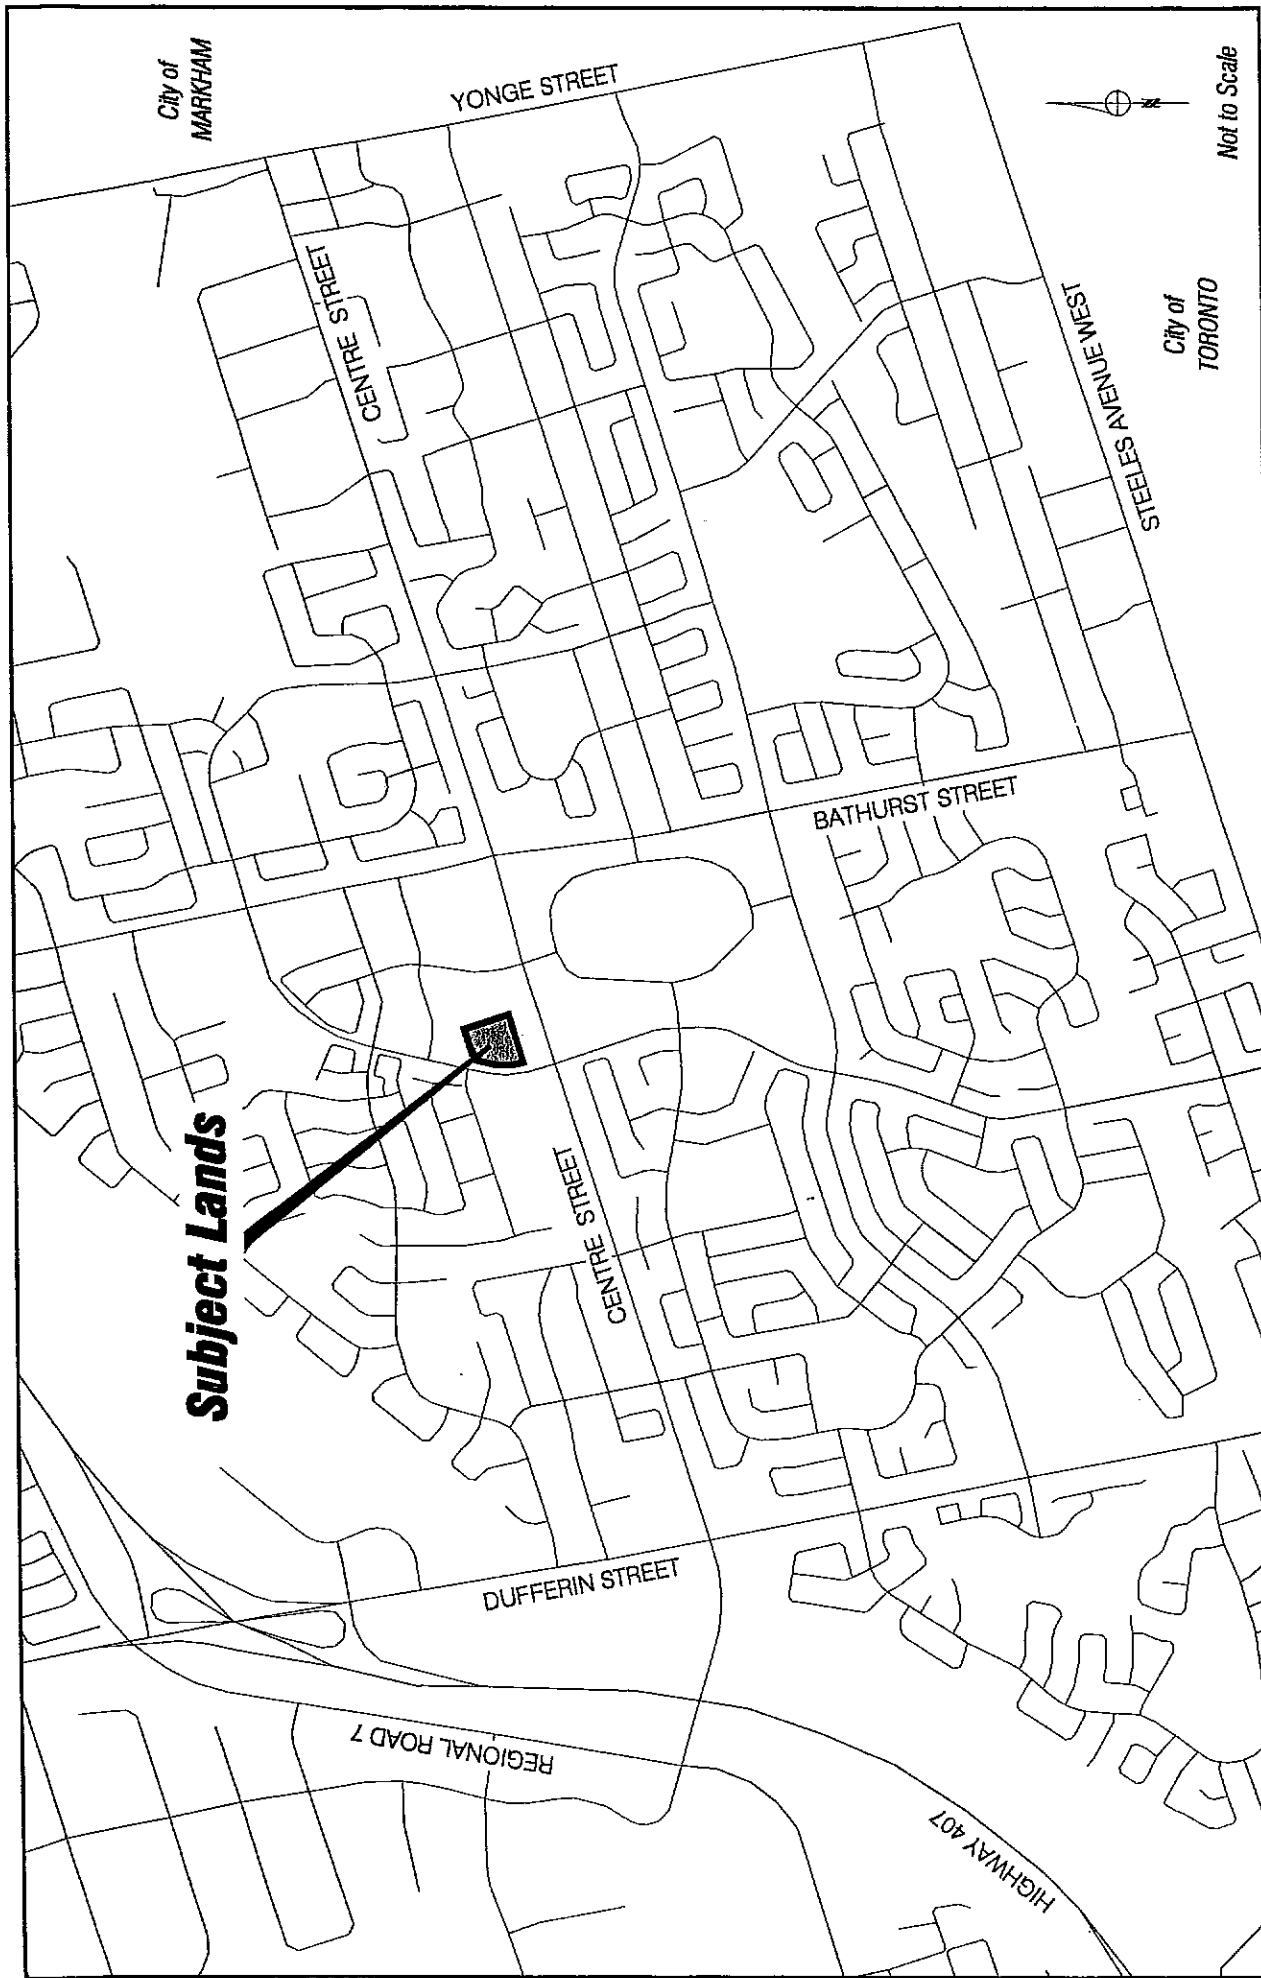 City of
MARKHAM
YONGE STREET
Not to Scale
N
CENTRE STREET
STEELES AVENUE WEST
City of
TORONTO
BATHURST STREET
Subject Lands
CENTRE STREET
DUFFERIN STREET
REGIONAL ROAD 7
HIGHWAY 407